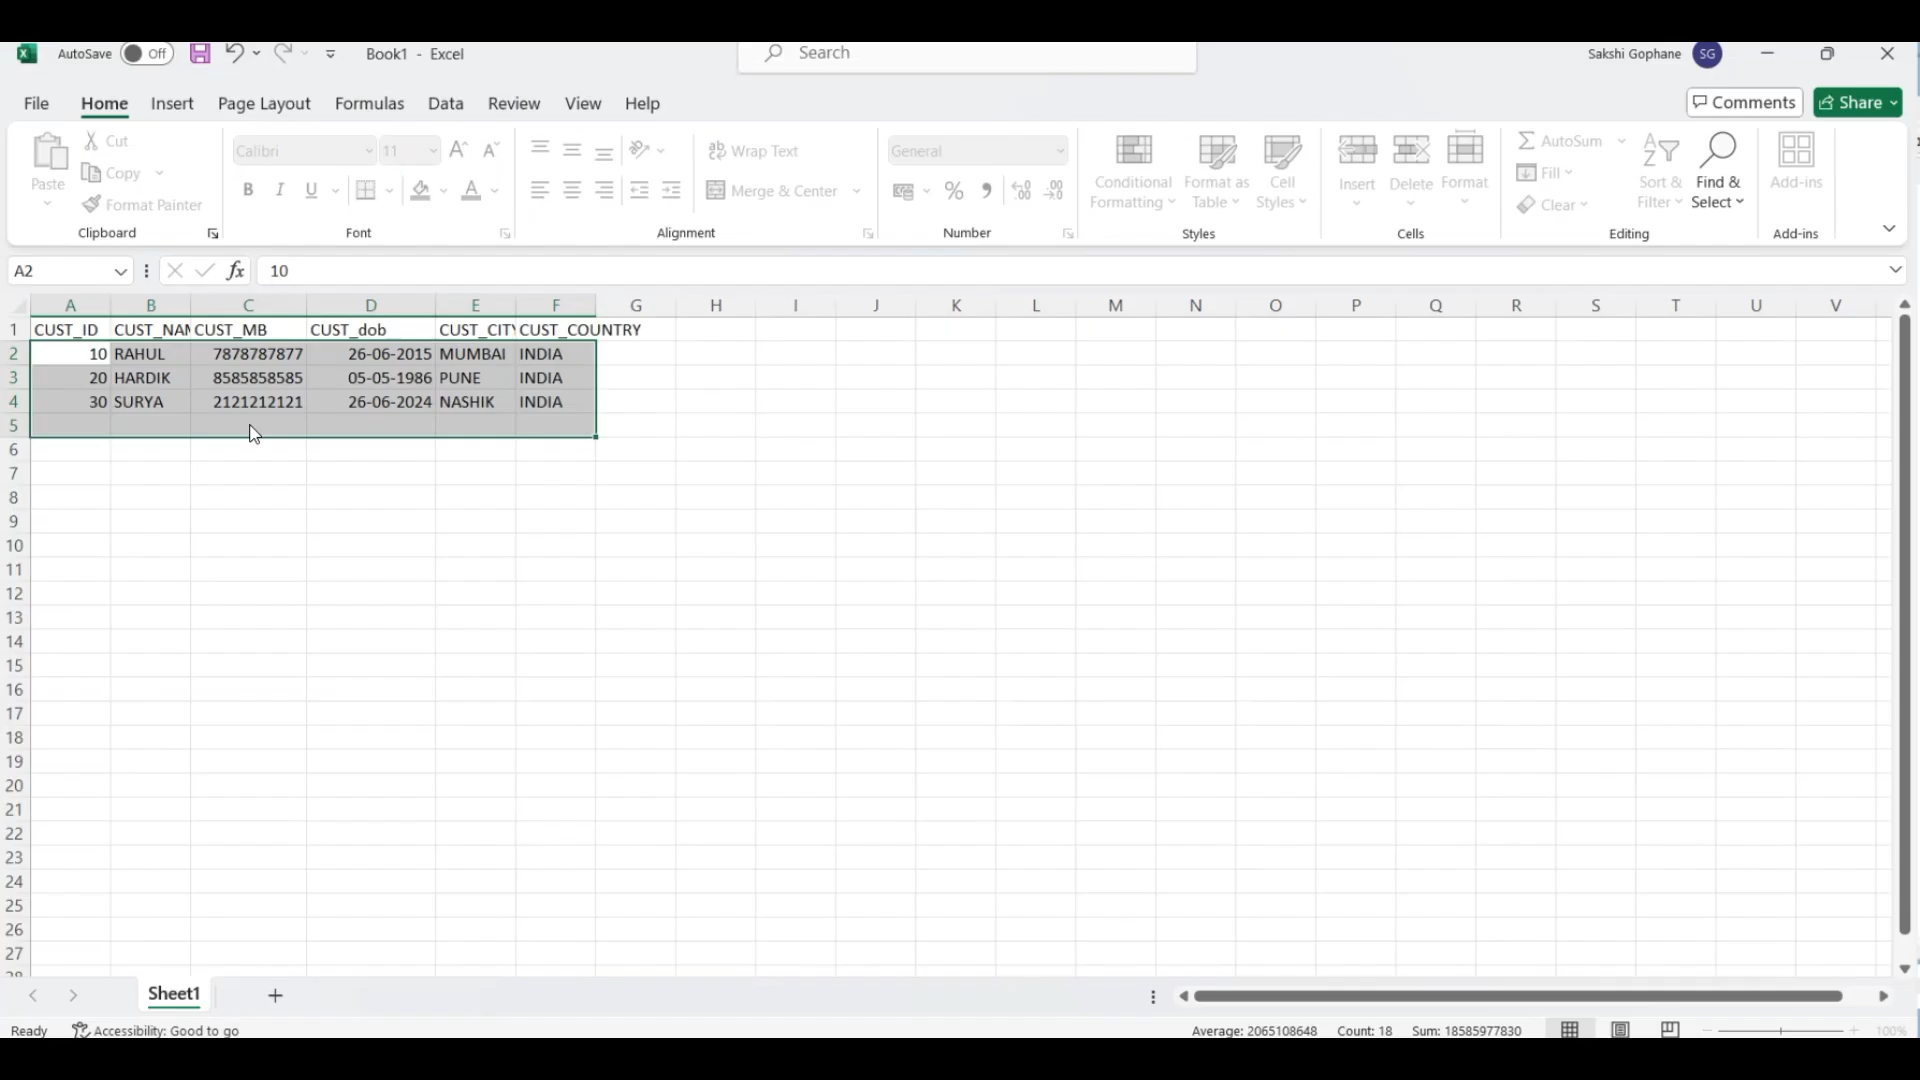 AutoSave Off Book1 - Excel Search Sakshi Gophane SG
File Home Insert Page Layout Formulas Data Review View Help Comments Share
Paste Cut Copy Format Painter Clipboard
Calibri 11 B I U Font
ab Wrap Text Merge & Center Alignment
General % Number
Conditional Formatting Format as Table Cell Styles Styles
Insert Delete Format Cells
AutoSum Fill Clear Sort & Filter Find & Select Editing
Add-ins Add-ins
A2 fx 10
A B C D E F G H I J K L M N O P Q R S T U V
1 CUST_ID CUST_NAM CUST_MB CUST_dob CUST_CITY CUST_COUNTRY
2 10 RAHUL 7878787877 26-06-2015 MUMBAI INDIA
3 20 HARDIK 8585858585 05-05-1986 PUNE INDIA
4 30 SURYA 2121212121 26-06-2024 NASHIK INDIA
5
6
7
8
9
10
11
12
13
14
15
16
17
18
19
20
21
22
23
24
25
26
27
28
Sheet1
Ready Accessibility: Good to go Average: 2065108648 Count: 18 Sum: 18585977830 100%